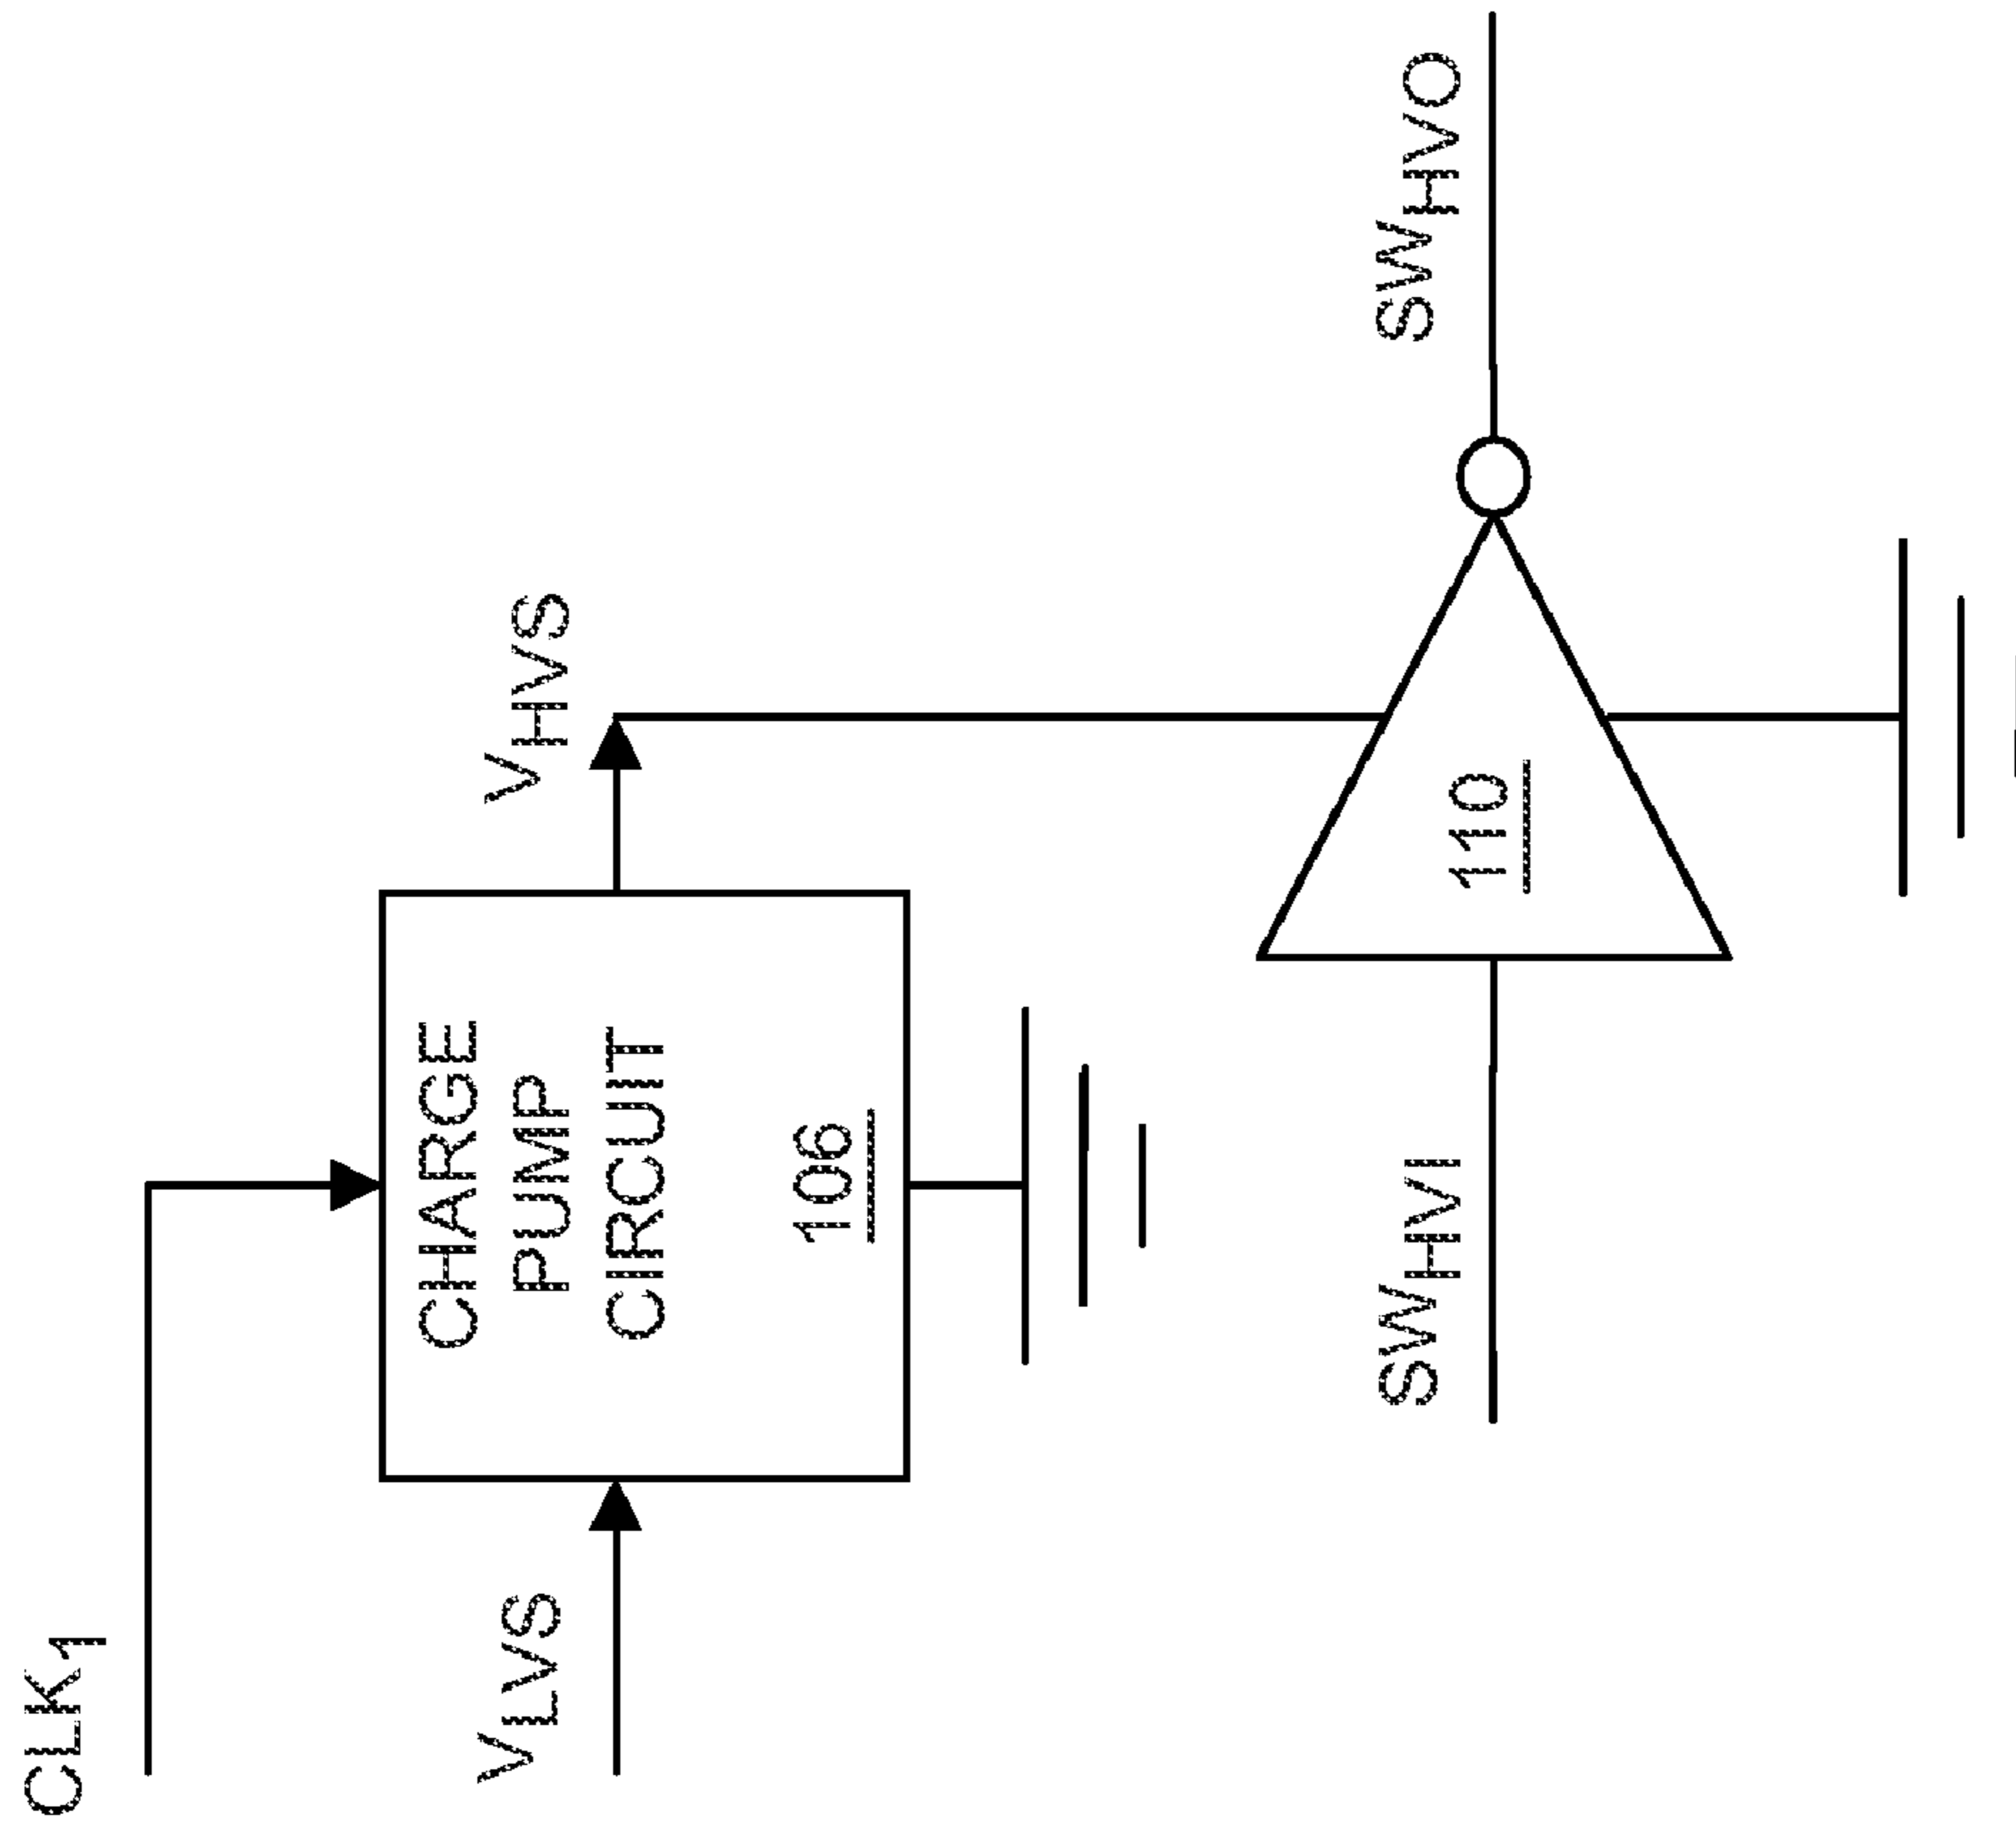 CLK1
VLVS
CHARGE
PUMP
CIRCUIT
106
VHVS
SWHVI
110
SWHVO